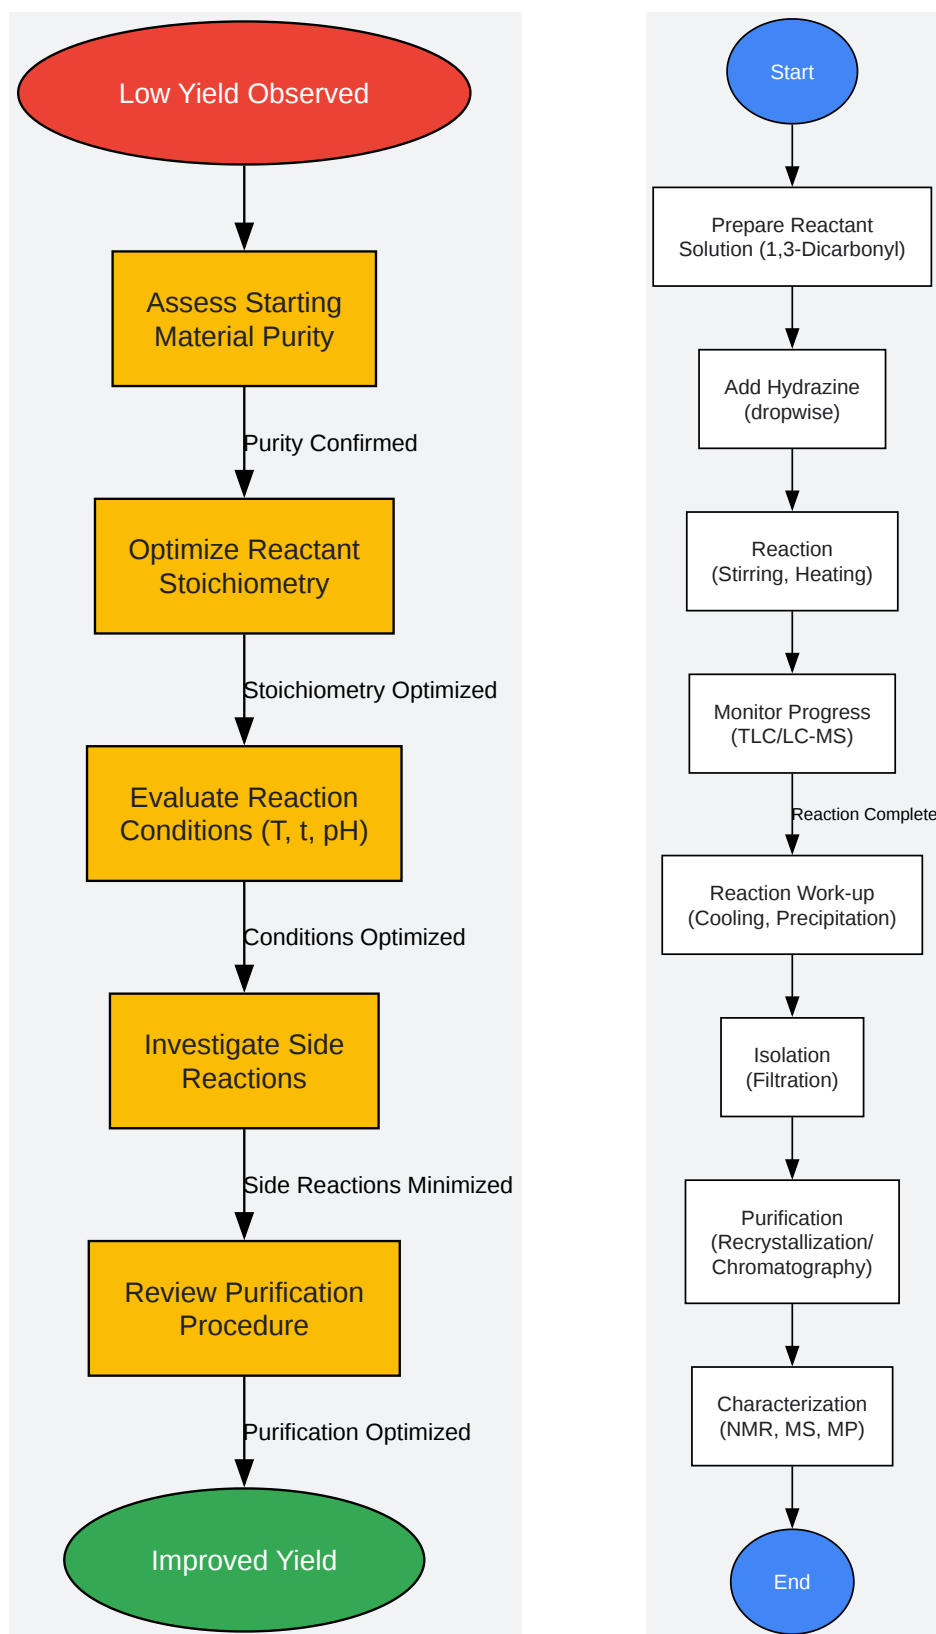 Low Yield Observed
Assess Starting
Material Purity
Purity Confirmed
Optimize Reactant
Stoichiometry
Stoichiometry Optimized
Evaluate Reaction
Conditions (T, t, pH)
Conditions Optimized
Investigate Side
Reactions
Side Reactions Minimized
Review Purification
Procedure
Purification Optimized
Improved Yield
Start
Prepare Reactant
Solution (1,3-Dicarbonyl)
Add Hydrazine
(dropwise)
Reaction
(Stirring, Heating)
Monitor Progress
(TLC/LC-MS)
Reaction Complete
Reaction Work-up
(Cooling, Precipitation)
Isolation
(Filtration)
Purification
(Recrystallization/
Chromatography)
Characterization
(NMR, MS, MP)
End